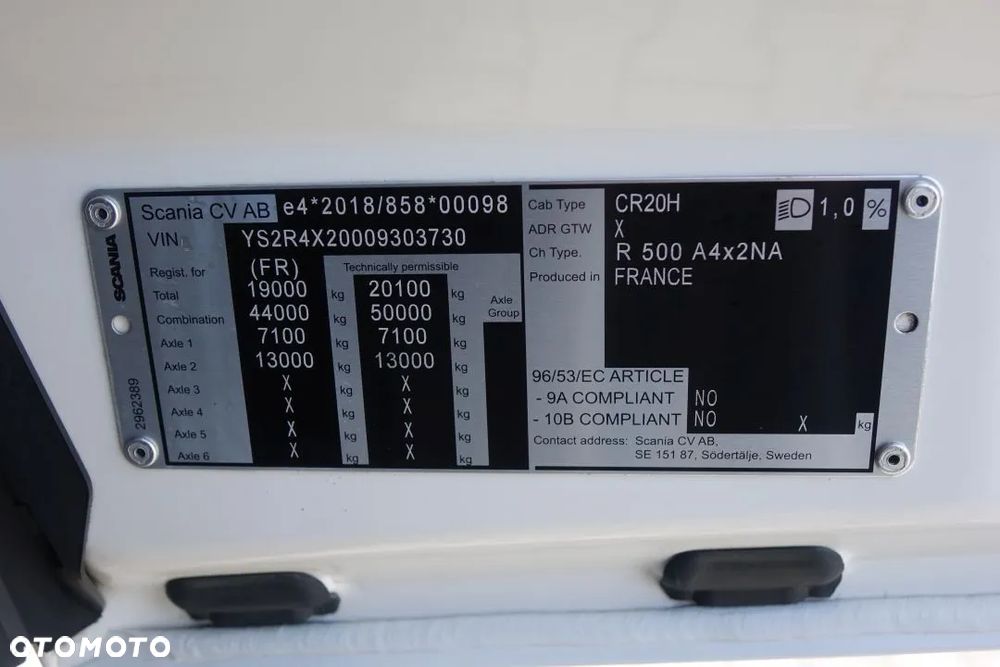 Scania CV AB e4*2018/858*00098
VIN YS2R4X20009303730
Regist. for (FR) Technically permissible
Total 19000 kg 20100 kg Axle Group
Combination 44000 kg 50000 kg
Axle 1 7100 kg 7100 kg
Axle 2 13000 kg 13000 kg
Axle 3 X kg X kg
Axle 4 X kg X kg
Axle 5 X kg X kg
Axle 6 X kg X kg
SCANIA
2962389
Cab Type CR20H 1,0 %
ADR GTW X
Ch Type. R 500 A4x2NA
Produced in FRANCE
96/53/EC ARTICLE
- 9A COMPLIANT NO
- 10B COMPLIANT NO X kg
Contact address: Scania CV AB,
SE 151 87, Södertälje, Sweden
OTOMOTO